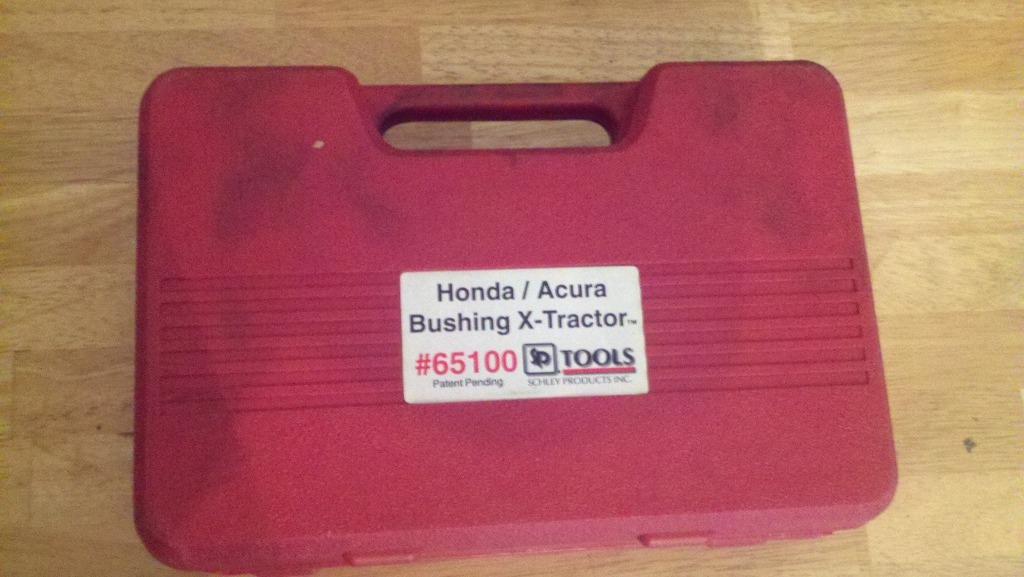 Honda / Acura
Bushing X-Tractor™
#65100 SP TOOLS
Patent Pending SCHLEY PRODUCTS INC.